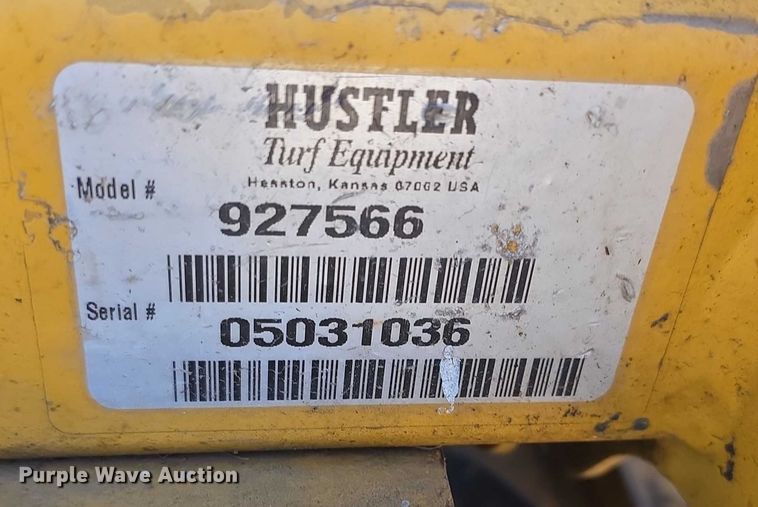 HUSTLER
Turf Equipment
Hesston, Kansas 67062 USA
Model #
927566
Serial #
05031036
Purple Wave Auction